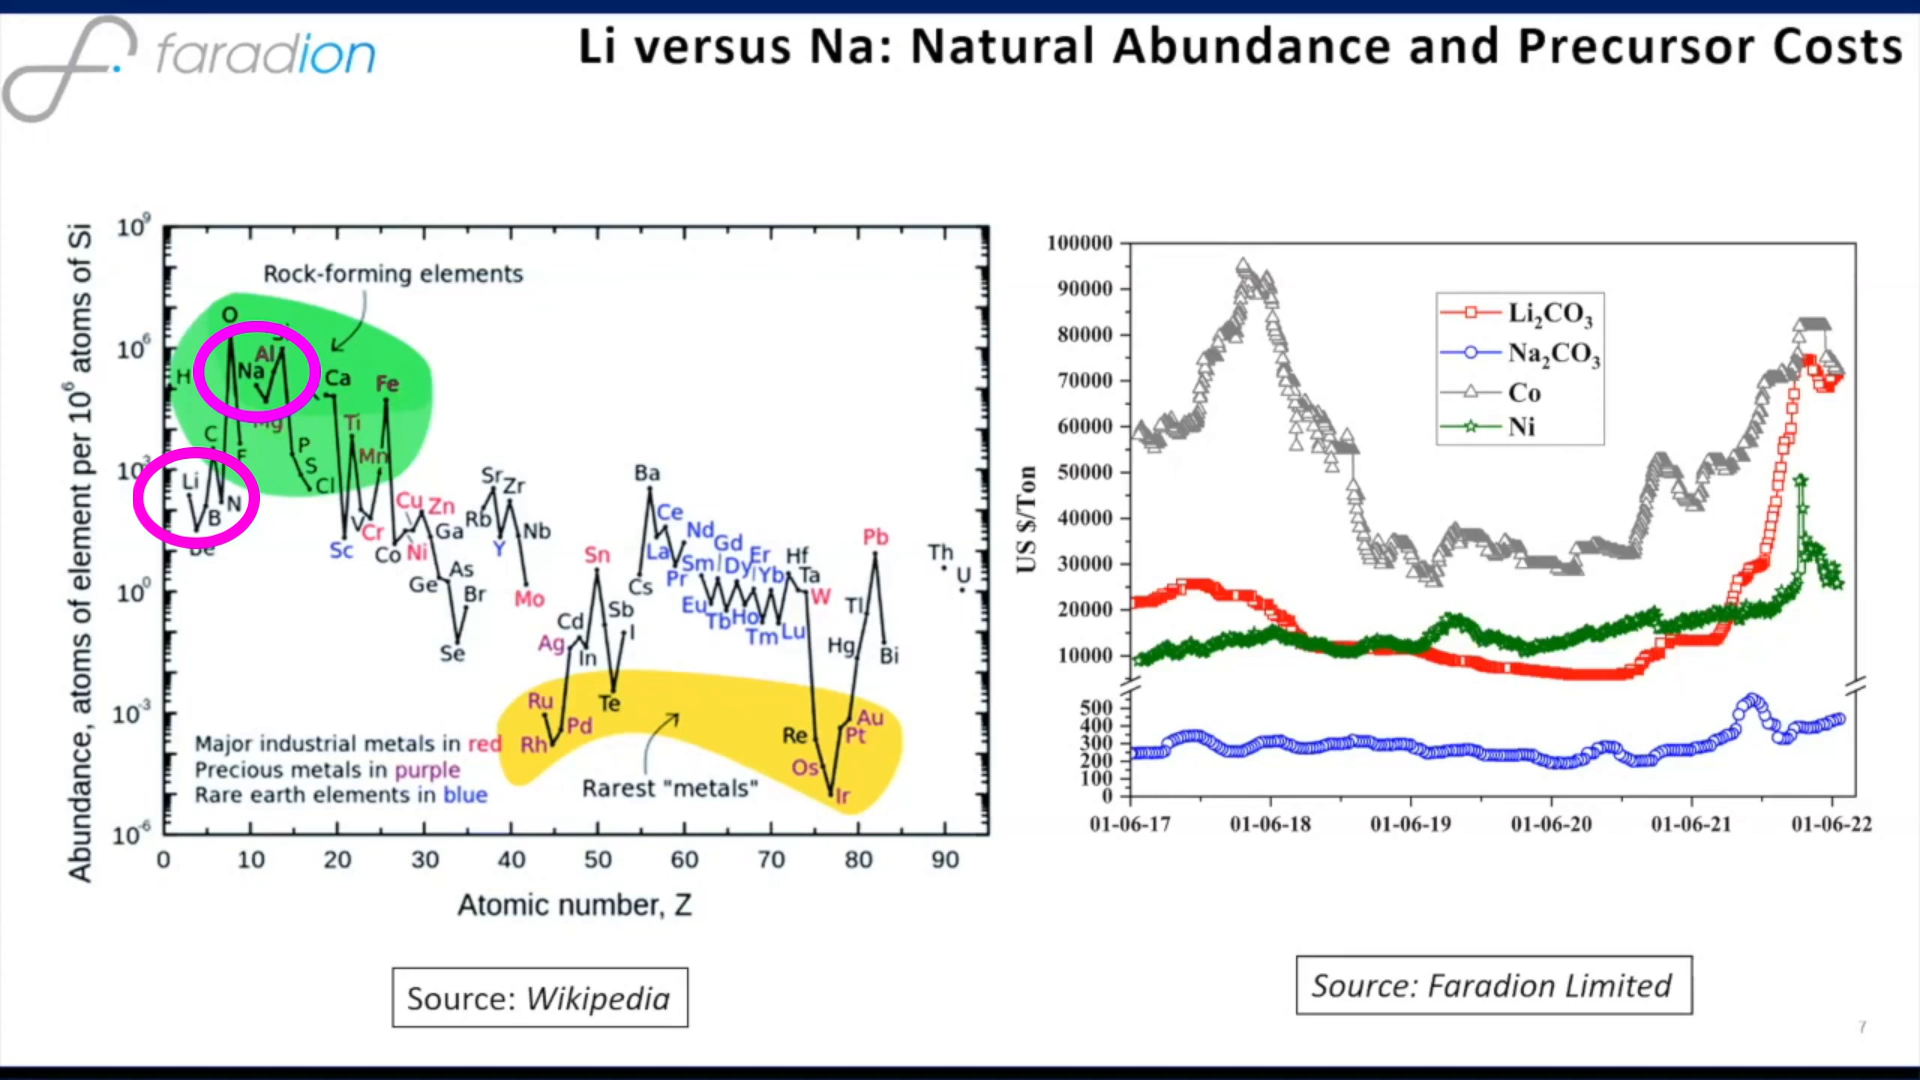 faradion
Li versus Na: Natural Abundance and Precursor Costs
Abundance, atoms of element per 10⁶ atoms of Si
10⁹
10⁶
10³
10⁰
10⁻³
10⁻⁶
Rock-forming elements
H
Li
Be
B
C
N
O
F
Na
Mg
Al
Si
P
S
Cl
Ca
Sc
Ti
V
Cr
Mn
Fe
Co
Ni
Cu
Zn
Ga
Ge
As
Se
Br
Rb
Sr
Y
Zr
Nb
Mo
Ru
Rh
Pd
Ag
Cd
In
Sn
Sb
Te
I
Cs
Ba
La
Ce
Pr
Nd
Sm
Eu
Gd
Tb
Dy
Ho
Er
Tm
Yb
Lu
Hf
Ta
W
Re
Os
Ir
Pt
Au
Hg
Tl
Pb
Bi
Th
U
Major industrial metals in red
Precious metals in purple
Rare earth elements in blue
Rarest "metals"
0 10 20 30 40 50 60 70 80 90
Atomic number, Z
Source: Wikipedia
US $/Ton
100000
90000
80000
70000
60000
50000
40000
30000
20000
10000
500
400
300
200
100
0
Li₂CO₃
Na₂CO₃
Co
Ni
01-06-17 01-06-18 01-06-19 01-06-20 01-06-21 01-06-22
Source: Faradion Limited
7